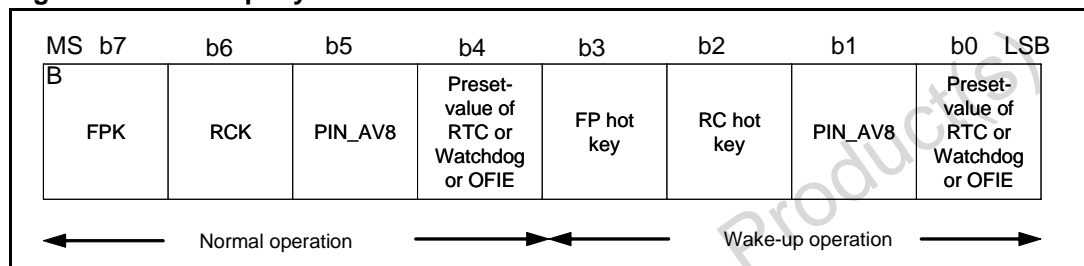 MSB b7 b6 b5 b4 b3 b2 b1 b0 LSB
FPK
RCK
PIN_AV8
Preset-
value of
RTC or
Watchdog
or OFIE
FP hot
key
RC hot
key
PIN_AV8
Preset-
value of
RTC or
Watchdog
or OFIE
Normal operation
Wake-up operation
Product(s)